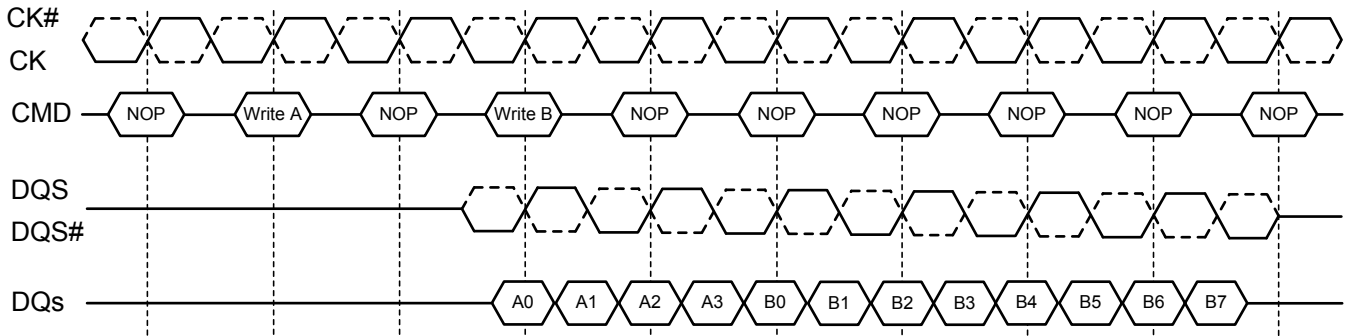 CK#
CK
CMD NOP Write A NOP Write B NOP NOP NOP NOP NOP NOP
DQS
DQS#
DQs A0 A1 A2 A3 B0 B1 B2 B3 B4 B5 B6 B7